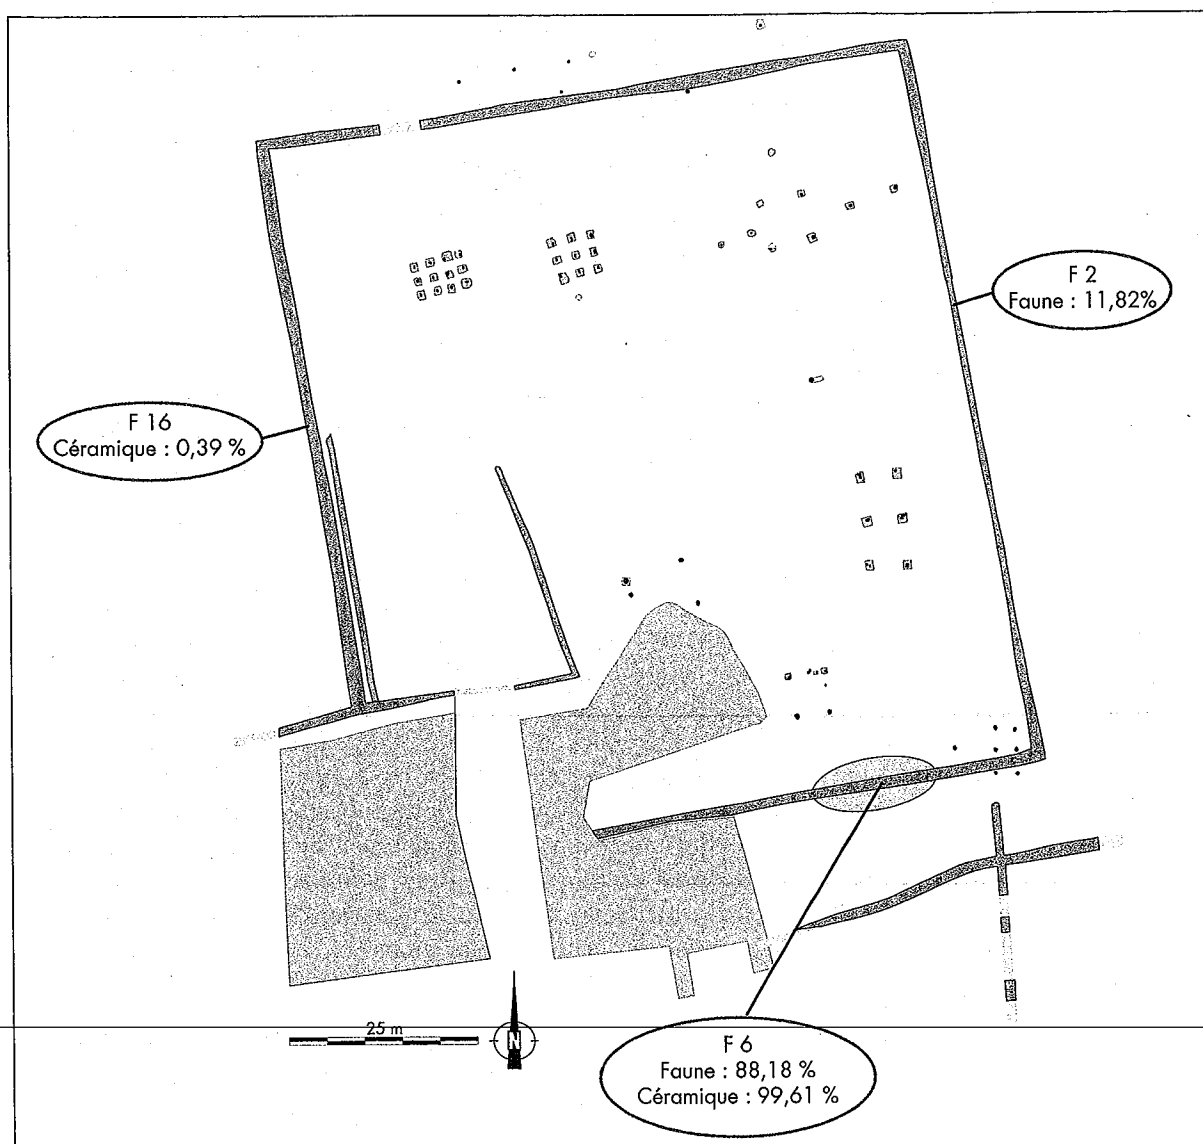 F 2
Faune : 11,82%
F 16
Céramique : 0,39 %
25 m
N
F 6
Faune : 88,18 %
Céramique : 99,61 %